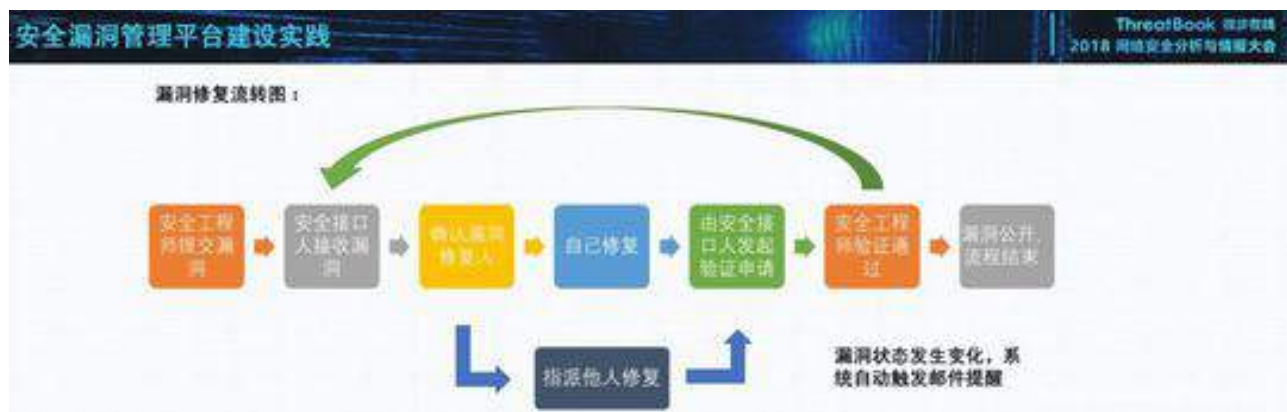 安全漏洞管理平台建设实践
ThreatBook 微步在线
2018 网络安全分析与情报大会
漏洞修复流转图：
安全工程
师提交漏
洞
安全接口
人接收漏
洞
确认漏洞
修复人
自己修复
由安全接
口人发起
验证申请
安全工程
师验证通
过
漏洞公开,
流程结束
指派他人修复
漏洞状态发生变化，系
统自动触发邮件提醒